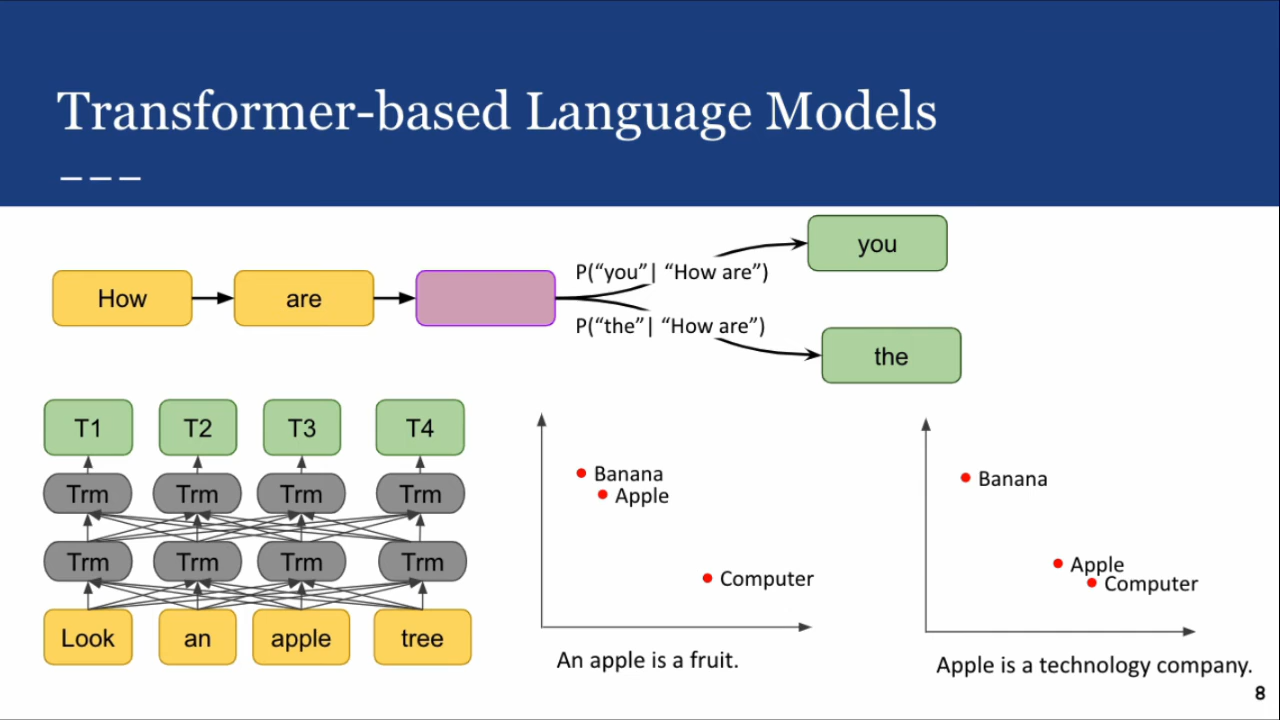 Transformer-based Language Models
How
are
P(“you”| “How are”)
P(“the”| “How are”)
you
the
T1 T2 T3 T4
Trm Trm Trm Trm
Trm Trm Trm Trm
Look an apple tree
Banana
Apple
Computer
An apple is a fruit.
Banana
Apple
Computer
Apple is a technology company.
8